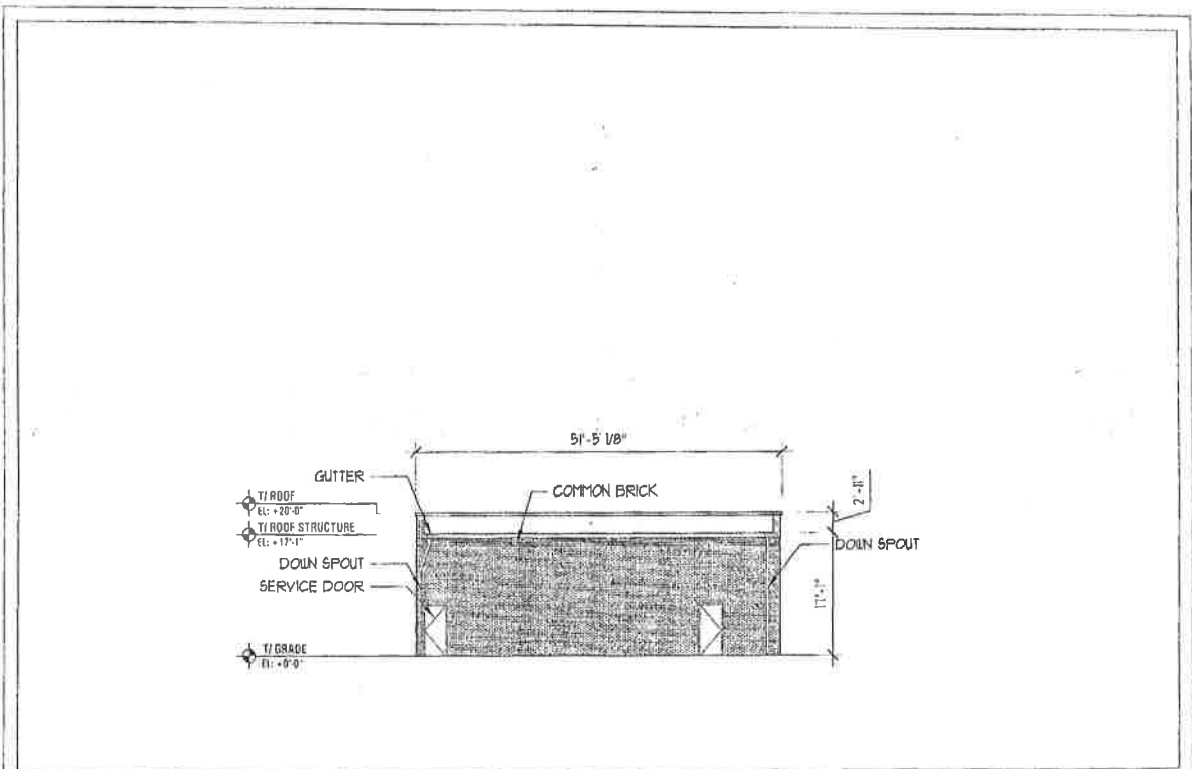 51'-5 1/8"
GUTTER
COMMON BRICK
2'-11"
T/ ROOF
EL: +20'-0"
T/ ROOF STRUCTURE
EL: +17'-1"
DOWN SPOUT
DOWN SPOUT
SERVICE DOOR
17'-1"
T/ GRADE
EL: +0'-0"